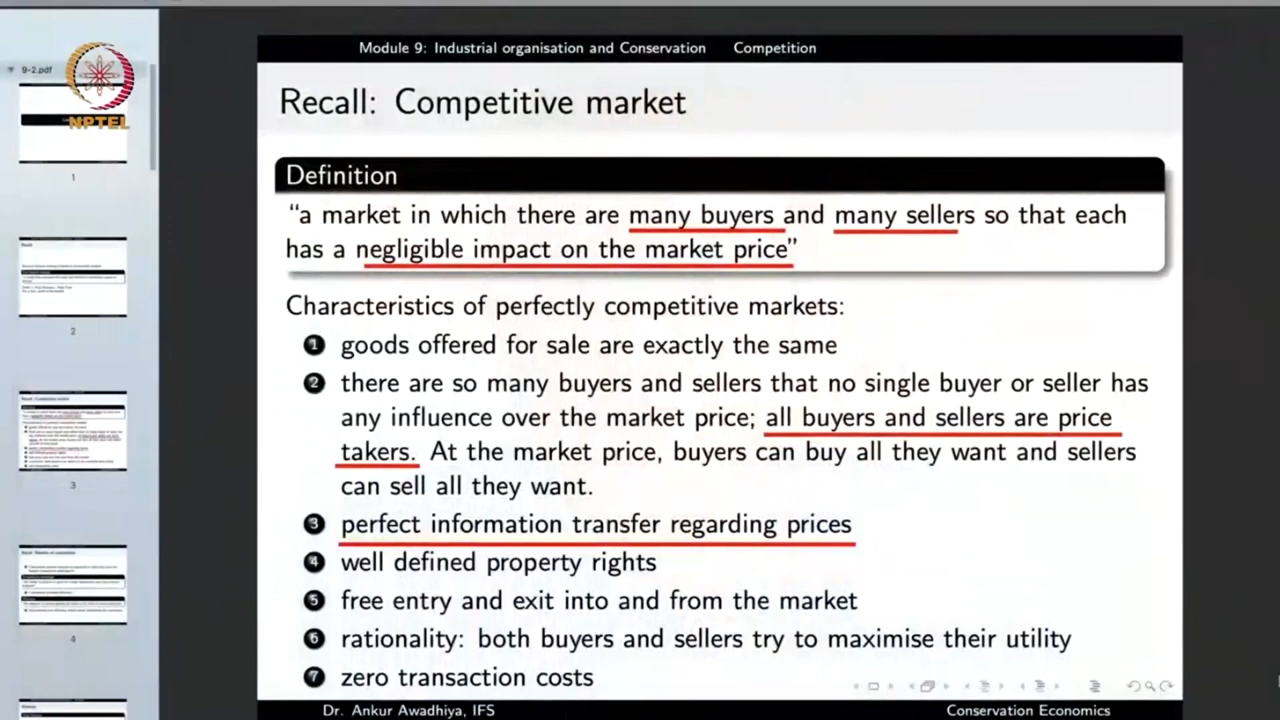 Module 9: Industrial organisation and Conservation Competition
9-2.pdf
NPTEL
1
2
3
4
Recall: Competitive market
Definition
“a market in which there are many buyers and many sellers so that each
has a negligible impact on the market price”
Characteristics of perfectly competitive markets:
1 goods offered for sale are exactly the same
2 there are so many buyers and sellers that no single buyer or seller has
any influence over the market price; all buyers and sellers are price
takers. At the market price, buyers can buy all they want and sellers
can sell all they want.
3 perfect information transfer regarding prices
4 well defined property rights
5 free entry and exit into and from the market
6 rationality: both buyers and sellers try to maximise their utility
7 zero transaction costs
Dr. Ankur Awadhiya, IFS Conservation Economics